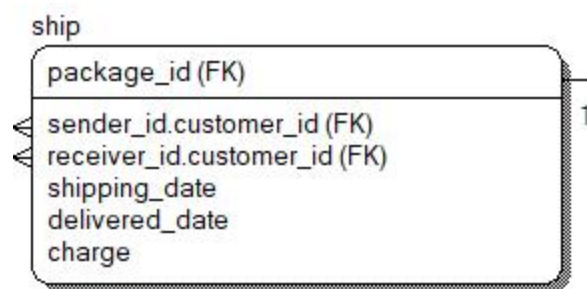 ship
package_id (FK)
sender_id.customer_id (FK)
receiver_id.customer_id (FK)
shipping_date
delivered_date
charge
1